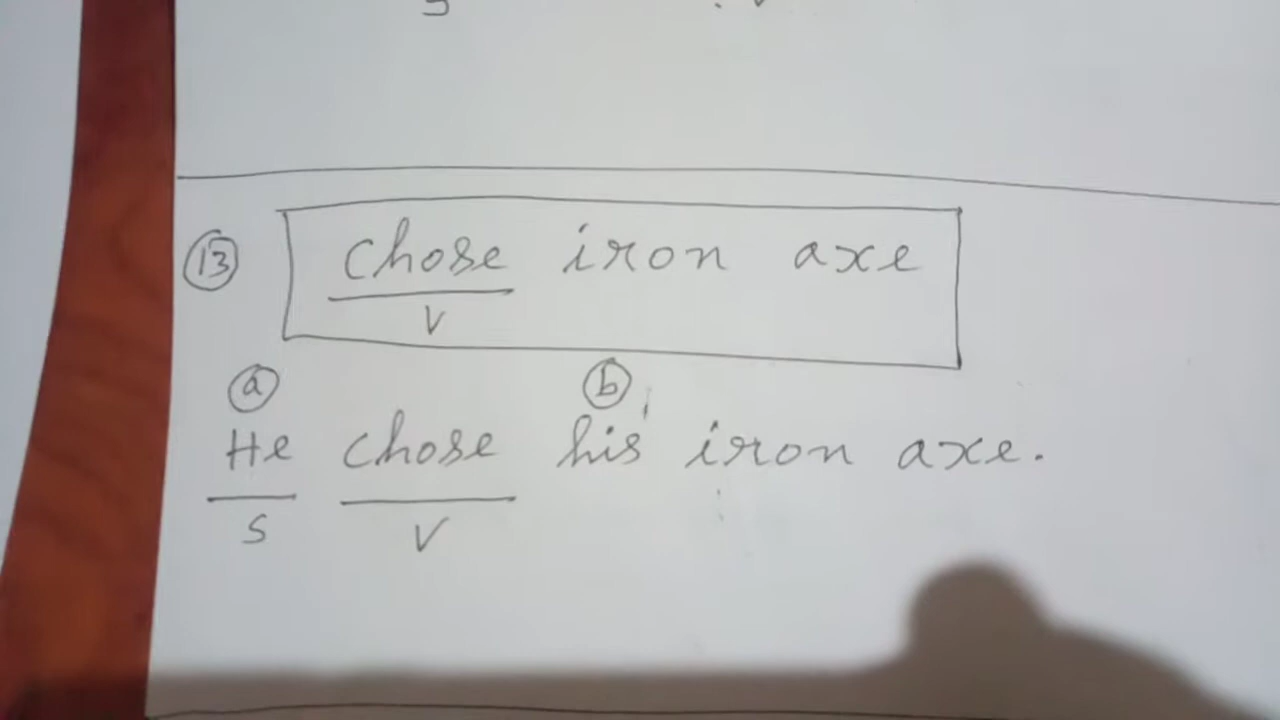 13 chose iron axe
V
a b
He chose his iron axe.
S V